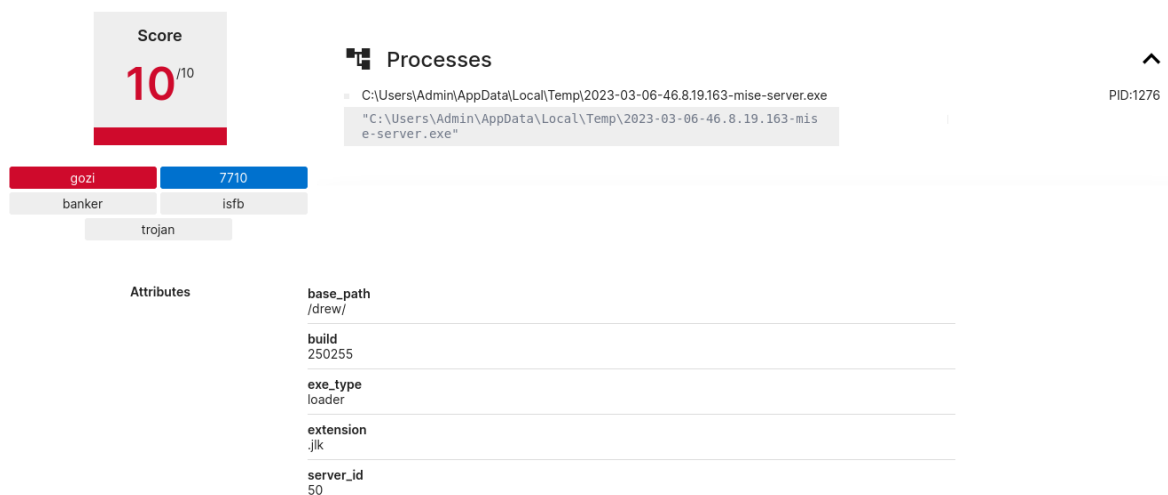 Score
10/10
gozi
7710
banker
isfb
trojan
Processes
C:\Users\Admin\AppData\Local\Temp\2023-03-06-46.8.19.163-mise-server.exe
PID:1276
"C:\Users\Admin\AppData\Local\Temp\2023-03-06-46.8.19.163-mis
e-server.exe"
Attributes
base_path
/drew/
build
250255
exe_type
loader
extension
.jlk
server_id
50